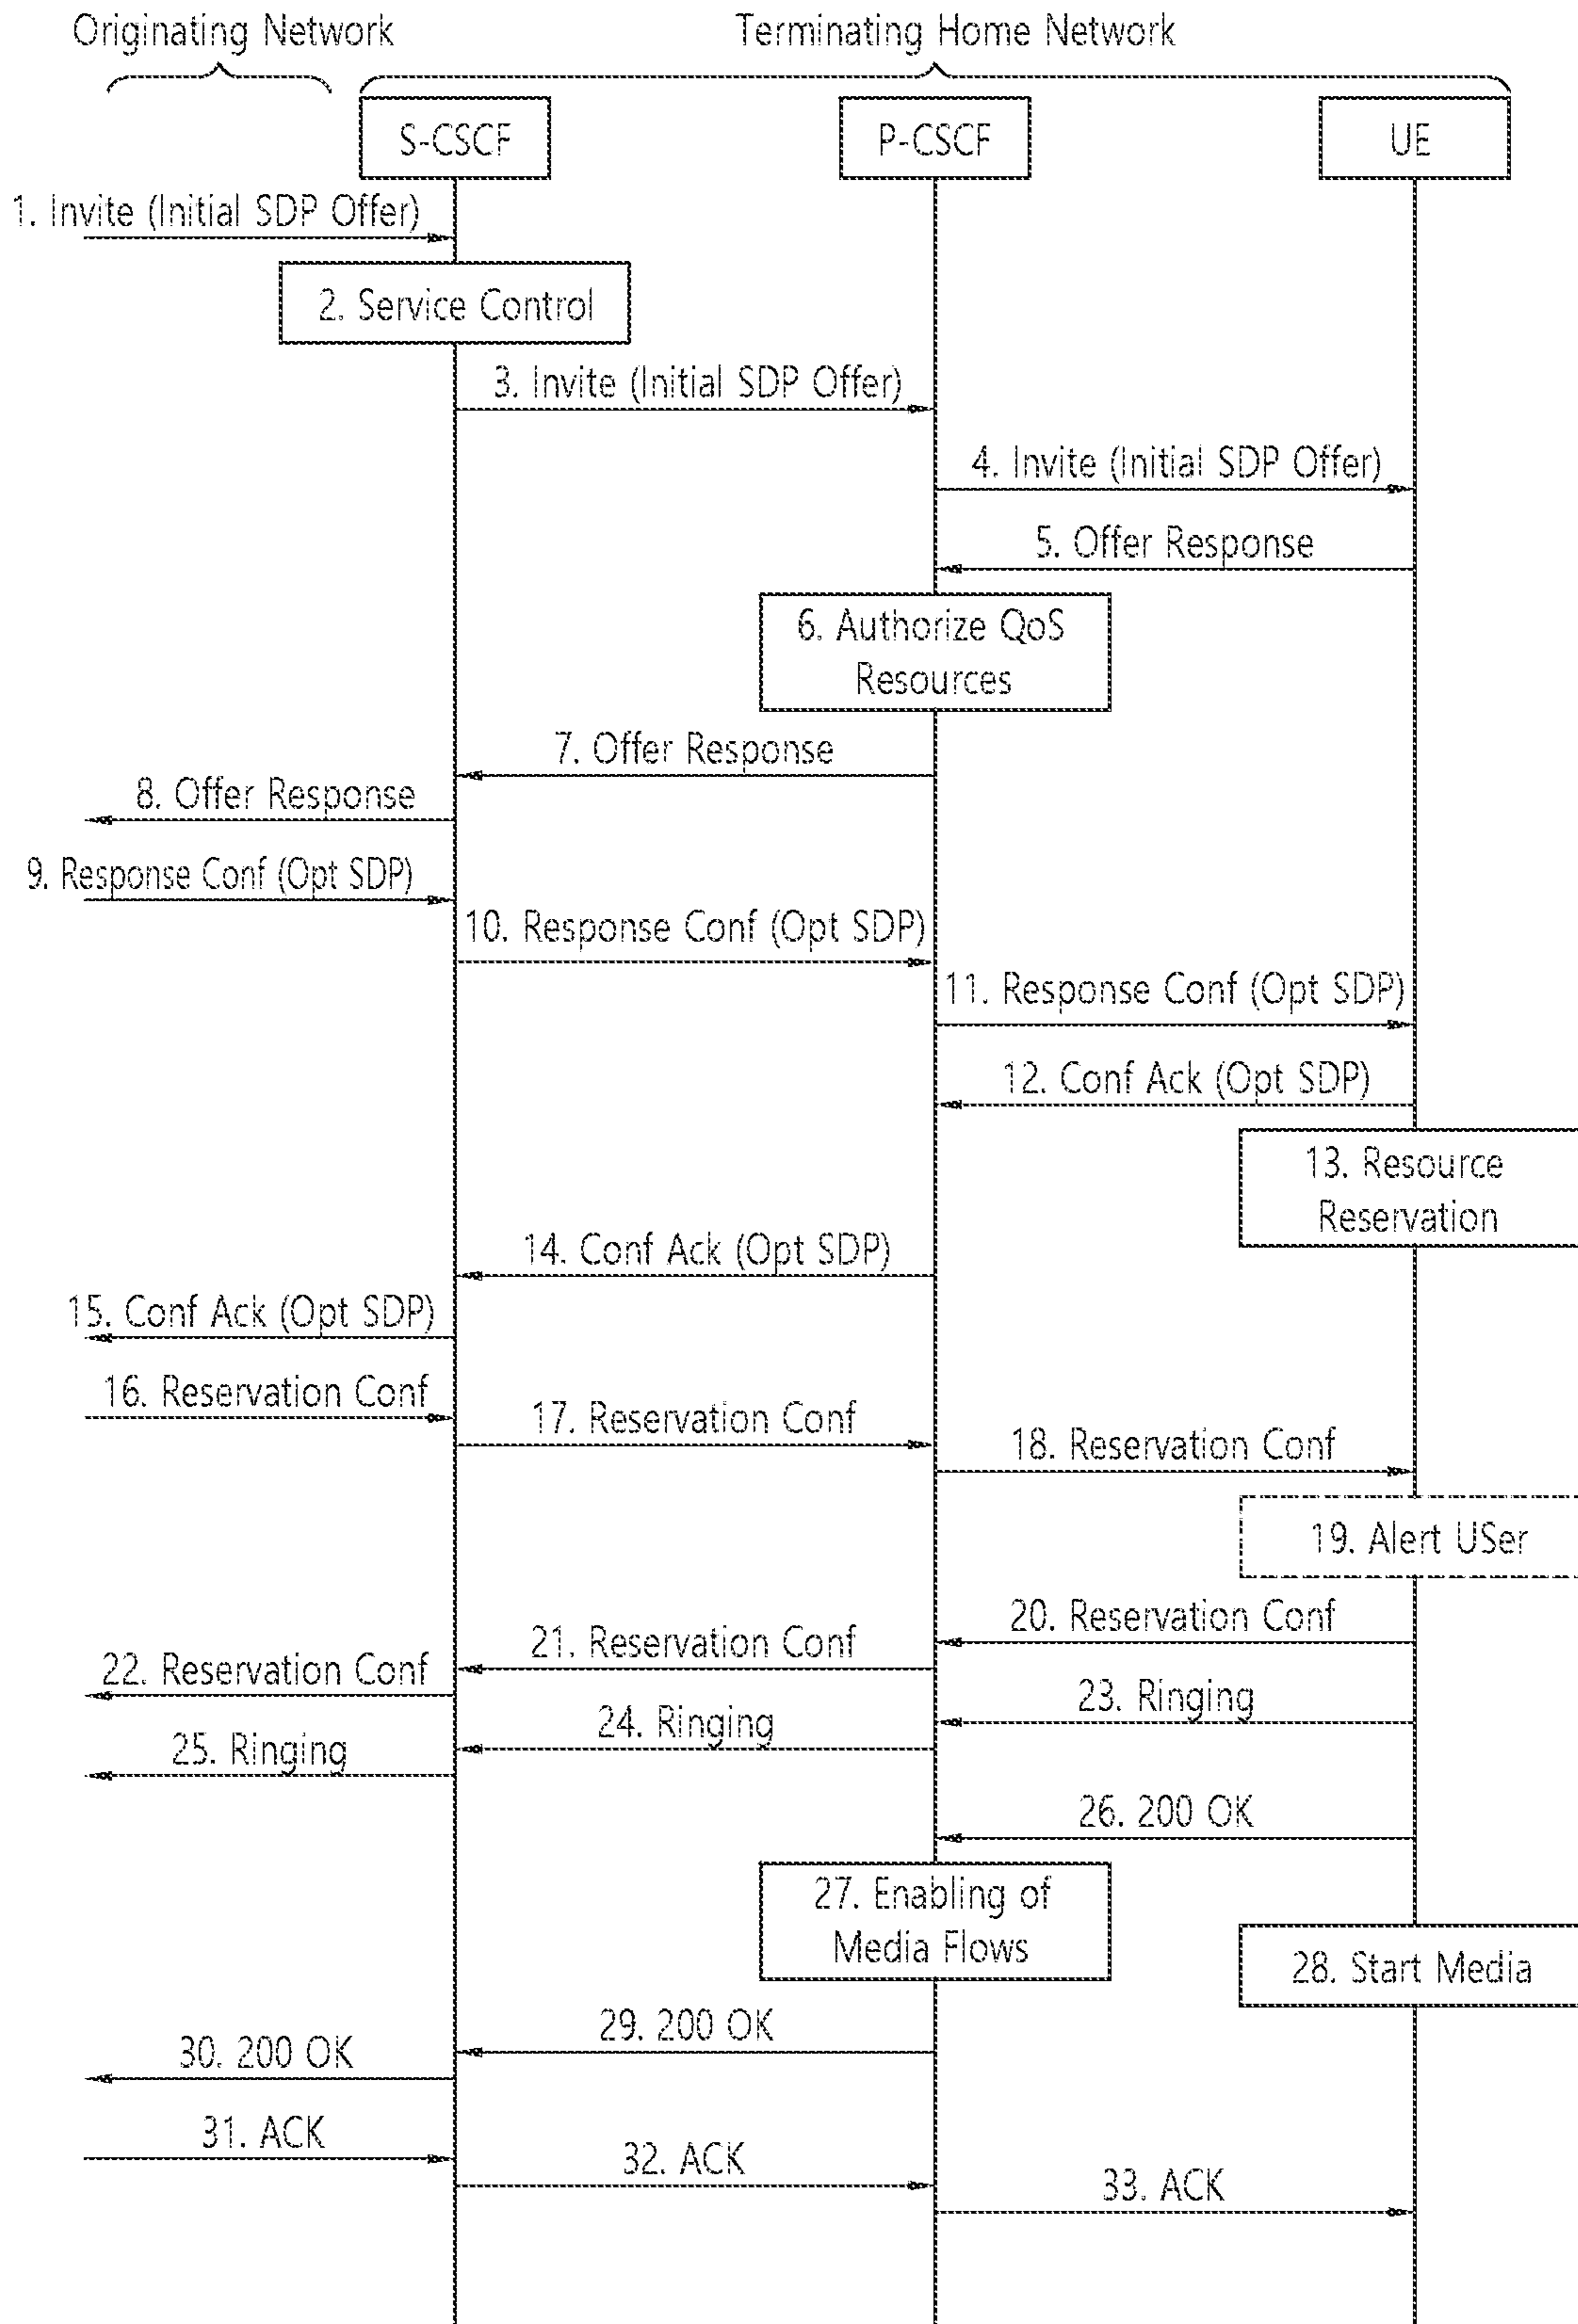 Originating Network
Terminating Home Network
S-CSCF
P-CSCF
UE
1. Invite (Initial SDP Offer)
2. Service Control
3. Invite (Initial SDP Offer)
4. Invite (Initial SDP Offer)
5. Offer Response
6. Authorize QoS
Resources
7. Offer Response
8. Offer Response
9. Response Conf (Opt SDP)
10. Response Conf (Opt SDP)
11. Response Conf (Opt SDP)
12. Conf Ack (Opt SDP)
13. Resource
Reservation
14. Conf Ack (Opt SDP)
15. Conf Ack (Opt SDP)
16. Reservation Conf
17. Reservation Conf
18. Reservation Conf
19. Alert USer
20. Reservation Conf
21. Reservation Conf
22. Reservation Conf
23. Ringing
24. Ringing
25. Ringing
26. 200 OK
27. Enabling of
Media Flows
28. Start Media
29. 200 OK
30. 200 OK
31. ACK
32. ACK
33. ACK